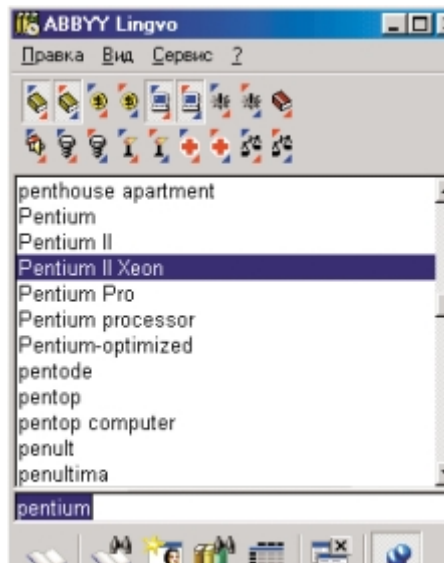 ABBYY Lingvo
Правка Вид Сервис ?
penthouse apartment
Pentium
Pentium II
Pentium II Xeon
Pentium Pro
Pentium processor
Pentium-optimized
pentode
pentop
pentop computer
penult
penultima
pentium